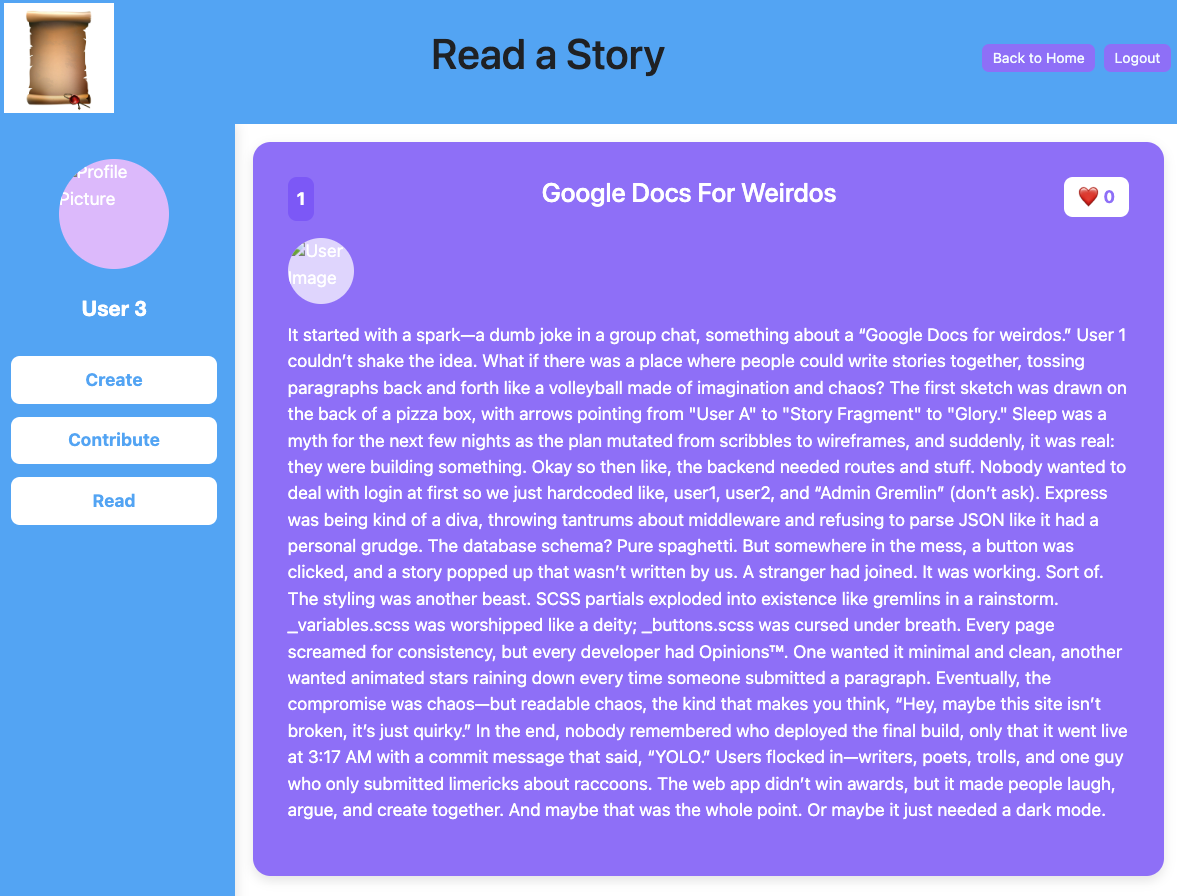 Read a Story
Back to Home
Logout
Profile
Picture
User 3
Create
Contribute
Read
1
Google Docs For Weirdos
❤️ 0
User
Image
It started with a spark—a dumb joke in a group chat, something about a “Google Docs for weirdos.” User 1
couldn’t shake the idea. What if there was a place where people could write stories together, tossing
paragraphs back and forth like a volleyball made of imagination and chaos? The first sketch was drawn on
the back of a pizza box, with arrows pointing from "User A" to "Story Fragment" to "Glory." Sleep was a
myth for the next few nights as the plan mutated from scribbles to wireframes, and suddenly, it was real:
they were building something. Okay so then like, the backend needed routes and stuff. Nobody wanted to
deal with login at first so we just hardcoded like, user1, user2, and “Admin Gremlin” (don’t ask). Express
was being kind of a diva, throwing tantrums about middleware and refusing to parse JSON like it had a
personal grudge. The database schema? Pure spaghetti. But somewhere in the mess, a button was
clicked, and a story popped up that wasn’t written by us. A stranger had joined. It was working. Sort of.
The styling was another beast. SCSS partials exploded into existence like gremlins in a rainstorm.
_variables.scss was worshipped like a deity; _buttons.scss was cursed under breath. Every page
screamed for consistency, but every developer had Opinions™. One wanted it minimal and clean, another
wanted animated stars raining down every time someone submitted a paragraph. Eventually, the
compromise was chaos—but readable chaos, the kind that makes you think, “Hey, maybe this site isn’t
broken, it’s just quirky.” In the end, nobody remembered who deployed the final build, only that it went live
at 3:17 AM with a commit message that said, “YOLO.” Users flocked in—writers, poets, trolls, and one guy
who only submitted limericks about raccoons. The web app didn’t win awards, but it made people laugh,
argue, and create together. And maybe that was the whole point. Or maybe it just needed a dark mode.